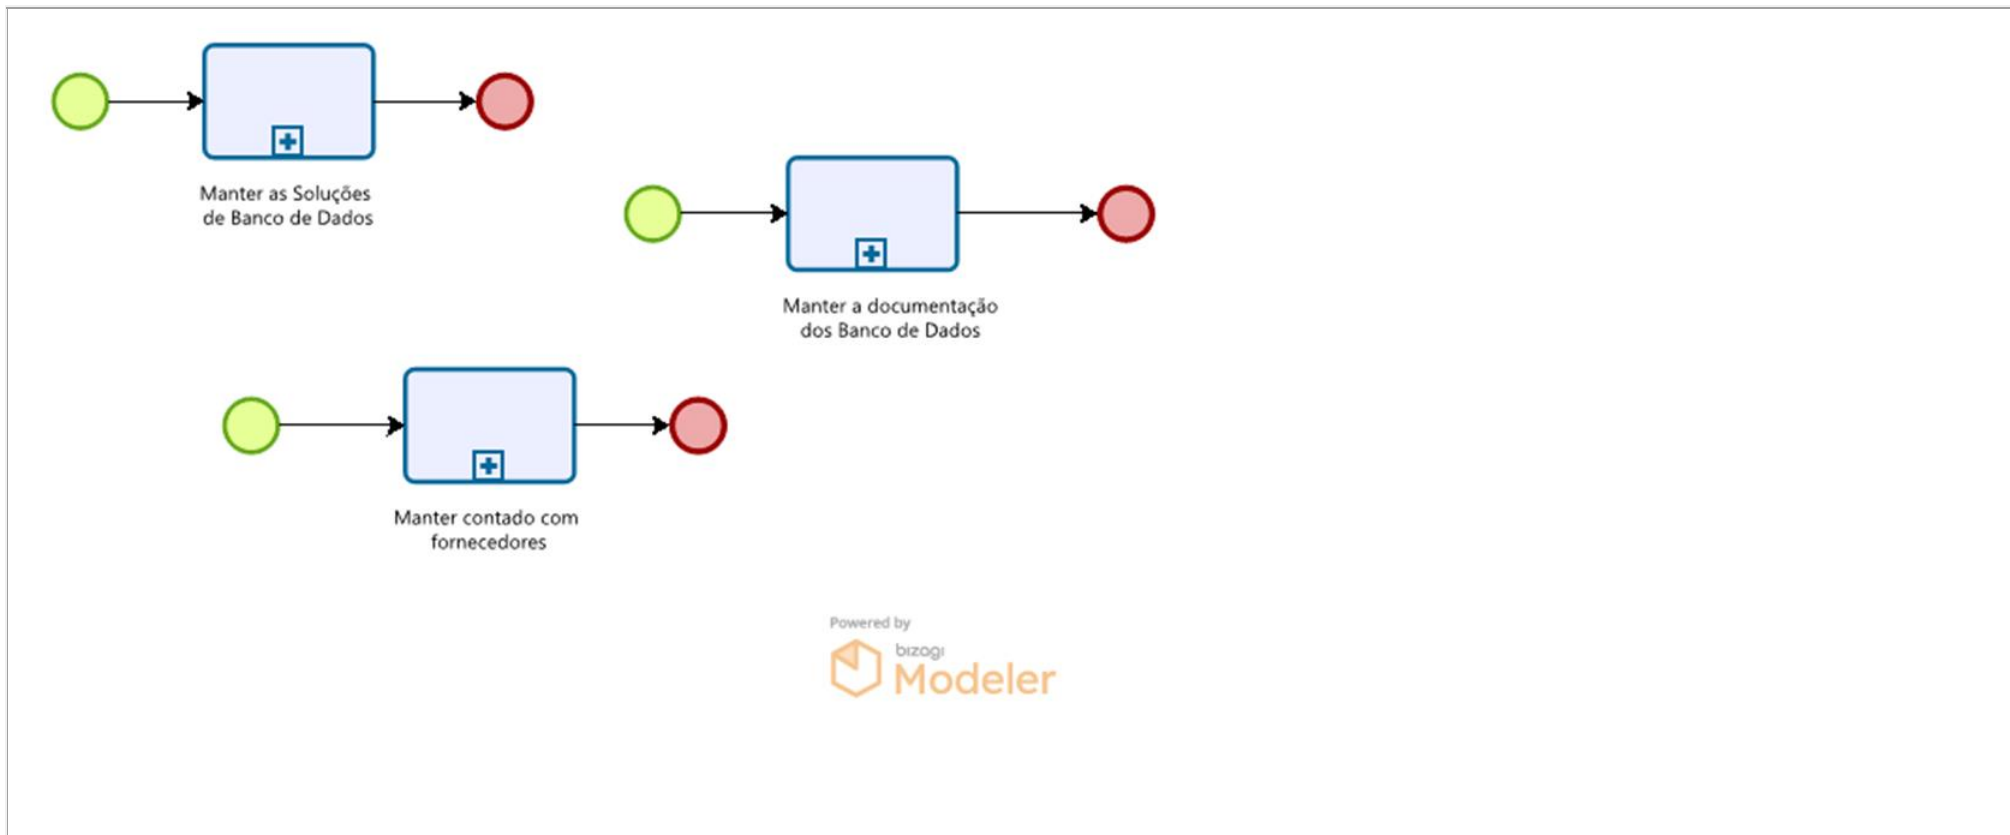 Manter as Soluções
de Banco de Dados
Manter a documentação
dos Banco de Dados
Manter contado com
fornecedores
Powered by
bizagi
Modeler